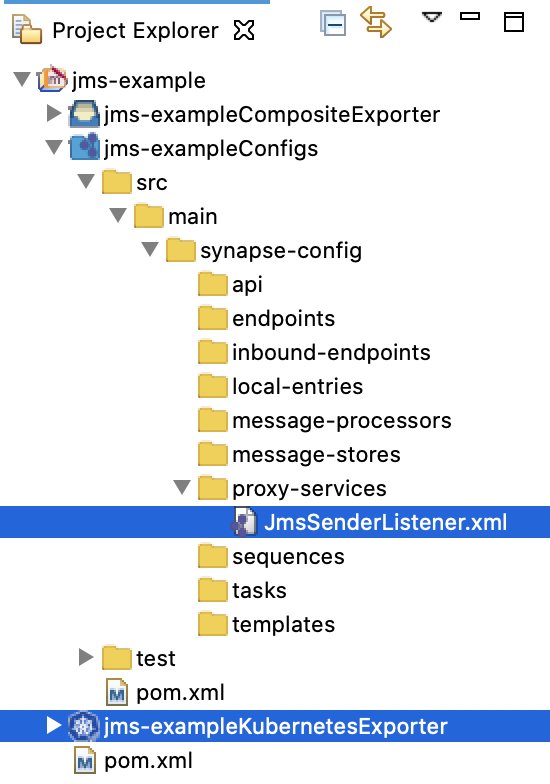 Project Explorer
jms-example
jms-exampleCompositeExporter
jms-exampleConfigs
src
main
synapse-config
api
endpoints
inbound-endpoints
local-entries
message-processors
message-stores
proxy-services
JmsSenderListener.xml
sequences
tasks
templates
test
M pom.xml
jms-exampleKubernetesExporter
M pom.xml